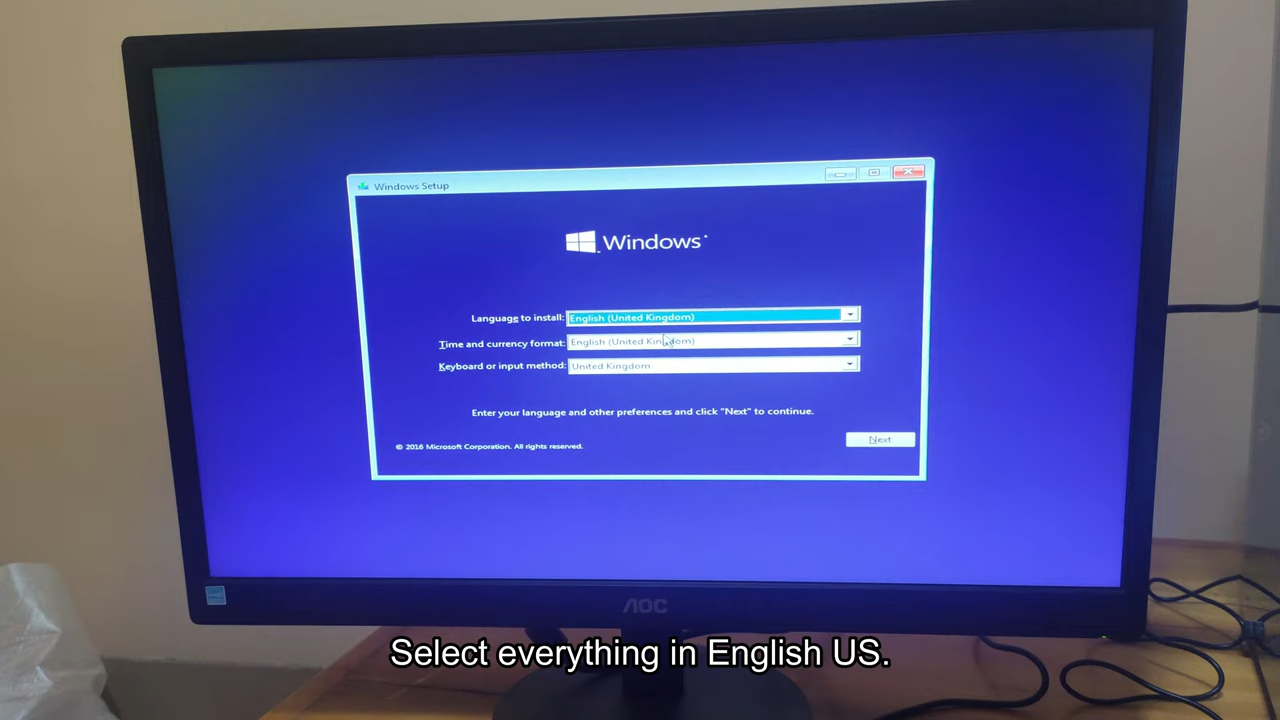 Windows Setup
Windows
Language to install: English (United Kingdom)
Time and currency format: English (United Kingdom)
Keyboard or input method: United Kingdom
Enter your language and other preferences and click "Next" to continue.
© 2016 Microsoft Corporation. All rights reserved.
Next
AOC
Select everything in English US.